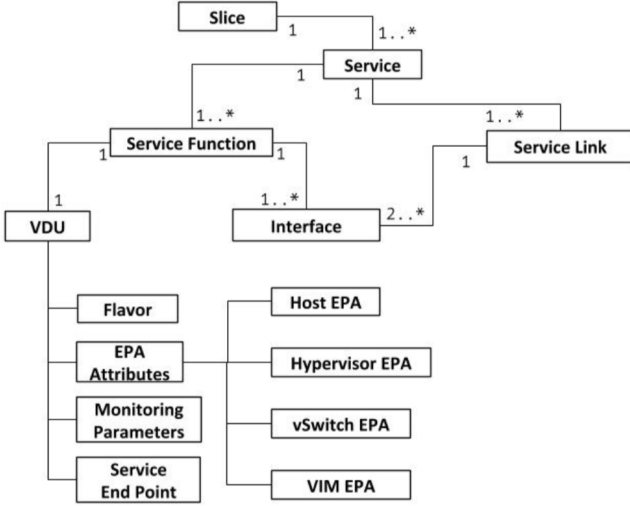 Slice
1
1..*
Service
1
1
1..*
1..*
Service Function
Service Link
1
1
1
1
1..*
2..*
VDU
Interface
Flavor
Host EPA
EPA
Attributes
Hypervisor EPA
Monitoring
Parameters
vSwitch EPA
Service
End Point
VIM EPA